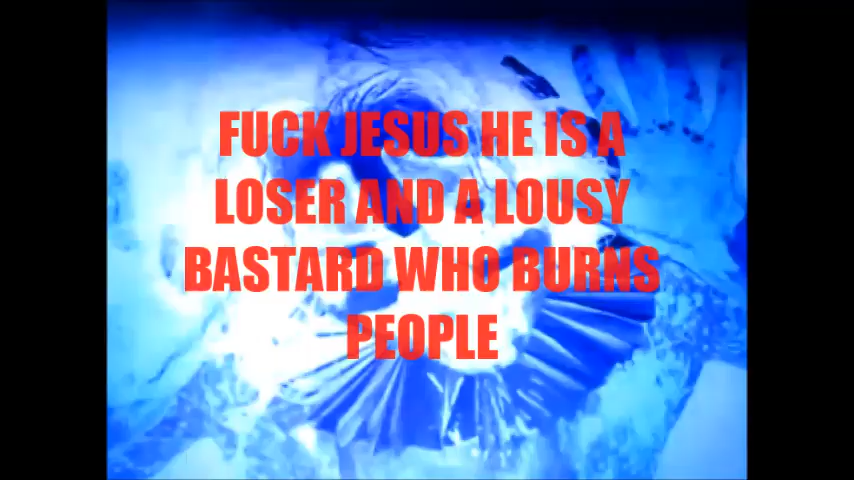 FUCK JESUS HE IS A
LOSER AND A LOUSY
BASTARD WHO BURNS
PEOPLE